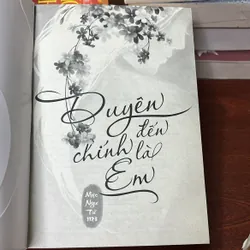 Duyên
đến
chính là
Em
Mặc
Ngọc
Tử